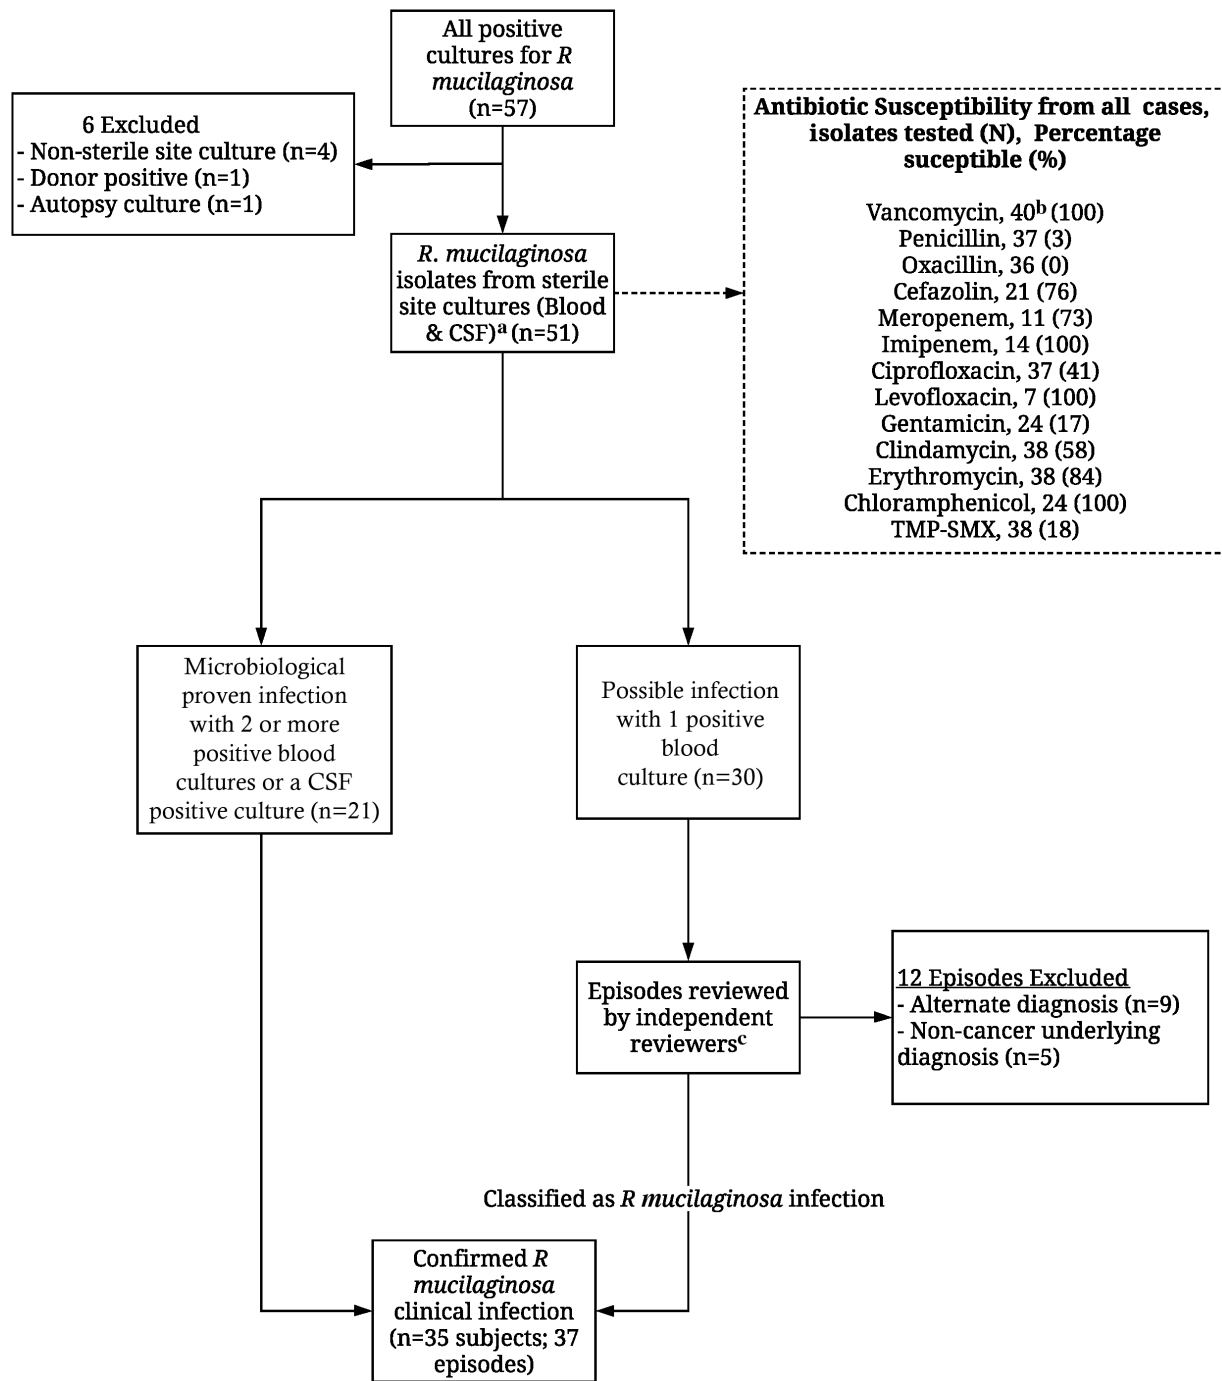 All positive
cultures for R
mucilaginosa
(n=57)
6 Excluded
- Non-sterile site culture (n=4)
- Donor positive (n=1)
- Autopsy culture (n=1)
Antibiotic Susceptibility from all cases,
isolates tested (N), Percentage
suceptible (%)
Vancomycin, 40b (100)
Penicillin, 37 (3)
Oxacillin, 36 (0)
Cefazolin, 21 (76)
Meropenem, 11 (73)
Imipenem, 14 (100)
Ciprofloxacin, 37 (41)
Levofloxacin, 7 (100)
Gentamicin, 24 (17)
Clindamycin, 38 (58)
Erythromycin, 38 (84)
Chloramphenicol, 24 (100)
TMP-SMX, 38 (18)
R. mucilaginosa
isolates from sterile
site cultures (Blood
& CSF)a (n=51)
Microbiological
proven infection
with 2 or more
positive blood
cultures or a CSF
positive culture (n=21)
Possible infection
with 1 positive
blood
culture (n=30)
Episodes reviewed
by independent
reviewersc
12 Episodes Excluded
- Alternate diagnosis (n=9)
- Non-cancer underlying
diagnosis (n=5)
Classified as R mucilaginosa infection
Confirmed R
mucilaginosa
clinical infection
(n=35 subjects; 37
episodes)